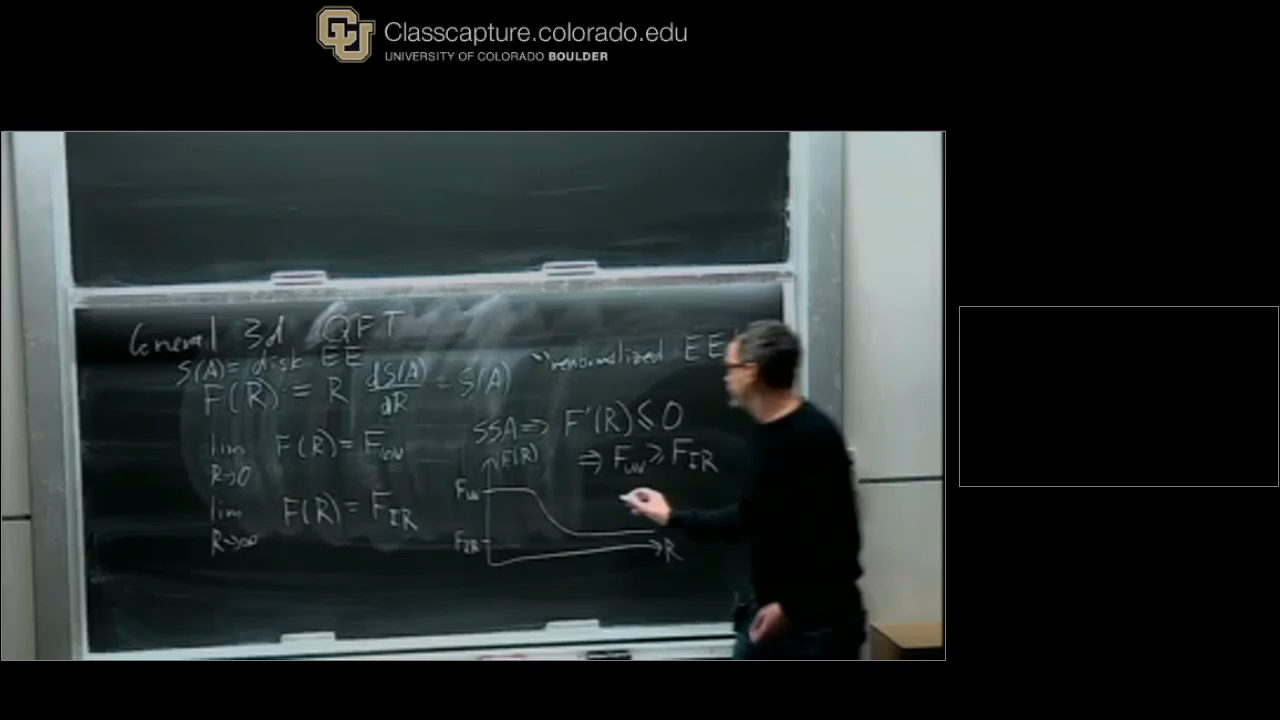 Classcapture.colorado.edu
UNIVERSITY OF COLORADO BOULDER
General 3d QFT
S(A) = disk EE
F(R) := R dS(A)/dR - S(A)
"renormalized EE
lim R→0 F(R) = F_UV
lim R→∞ F(R) = F_IR
SSA ⇒ F'(R) ≤ 0
⇒ F_UV ≥ F_IR
F(R)
F_UV
F_IR
R